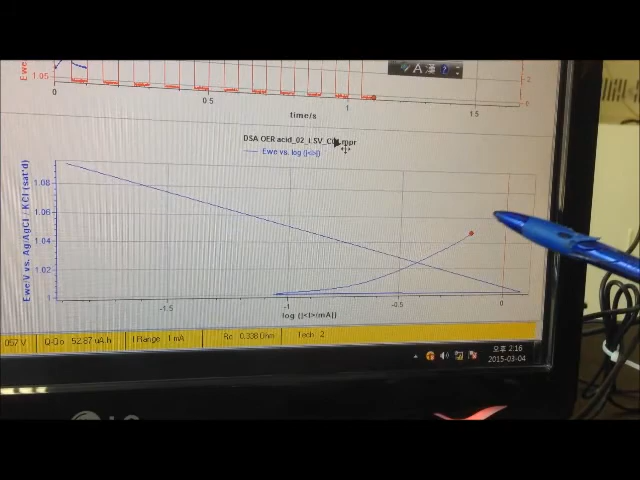 Ewe
1.05
2
0
0
0.5
1
1.5
time/s
DSA OER acid_02_LSV_C01.mpr
Ewe vs. log (|<I>|)
Ewe/V vs. Ag/AgCl / KCl (sat'd)
1.08
1.06
1.04
1.02
1
-1.5
-1
-0.5
0
log (|<I>/mA|)
057 V
Q-Qo 52.87 uA.h
I Range 1 mA
Rc 0.338 Ohm
Tech 2
오후 2:16
2015-03-04
LG